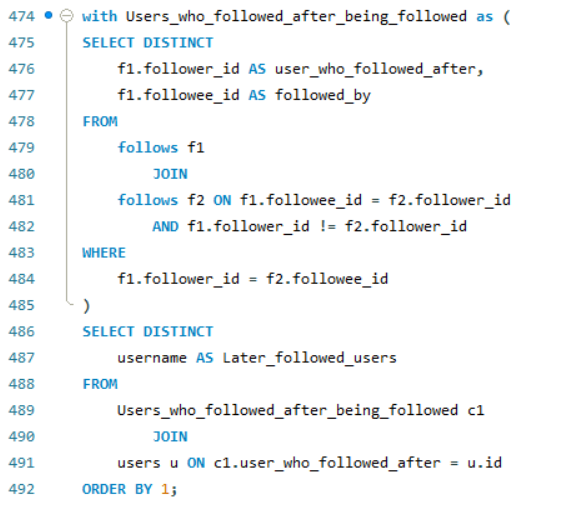 474 with Users_who_followed_after_being_followed as (
475 SELECT DISTINCT
476 f1.follower_id AS user_who_followed_after,
477 f1.followee_id AS followed_by
478 FROM
479 follows f1
480 JOIN
481 follows f2 ON f1.followee_id = f2.follower_id
482 AND f1.follower_id != f2.follower_id
483 WHERE
484 f1.follower_id = f2.followee_id
485 )
486 SELECT DISTINCT
487 username AS Later_followed_users
488 FROM
489 Users_who_followed_after_being_followed c1
490 JOIN
491 users u ON c1.user_who_followed_after = u.id
492 ORDER BY 1;